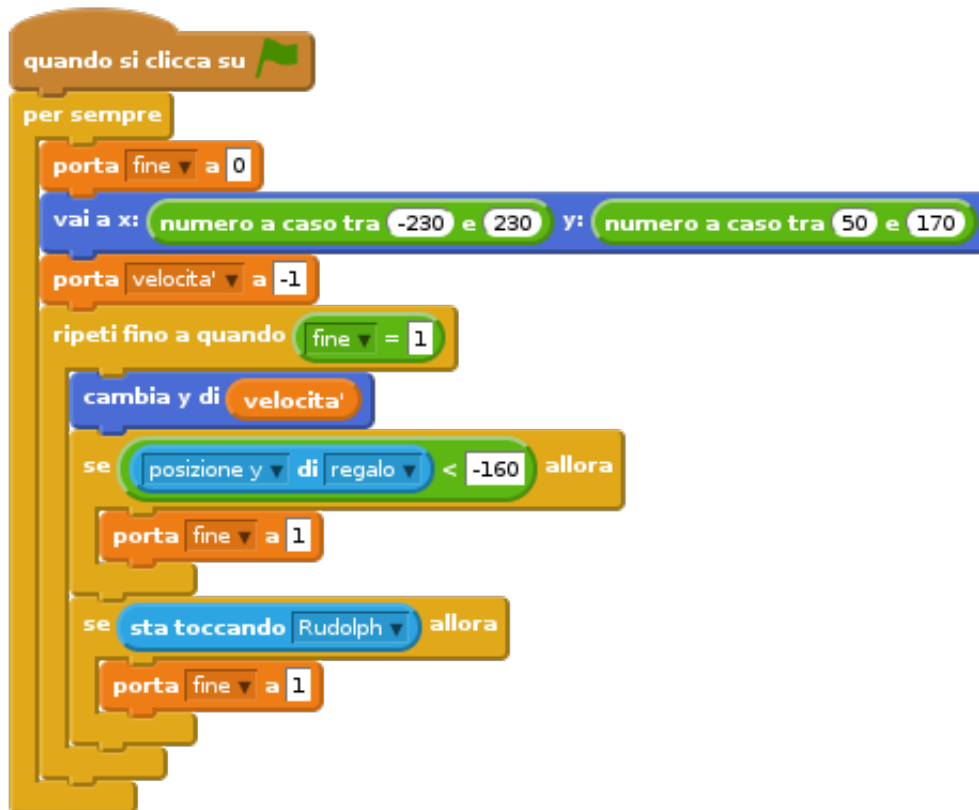 quando si clicca su
per sempre
porta fine a 0
vai a x: numero a caso tra -230 e 230 y: numero a caso tra 50 e 170
porta velocita' a -1
ripeti fino a quando fine = 1
cambia y di velocita'
se posizione y di regalo < -160 allora
porta fine a 1
se sta toccando Rudolph allora
porta fine a 1